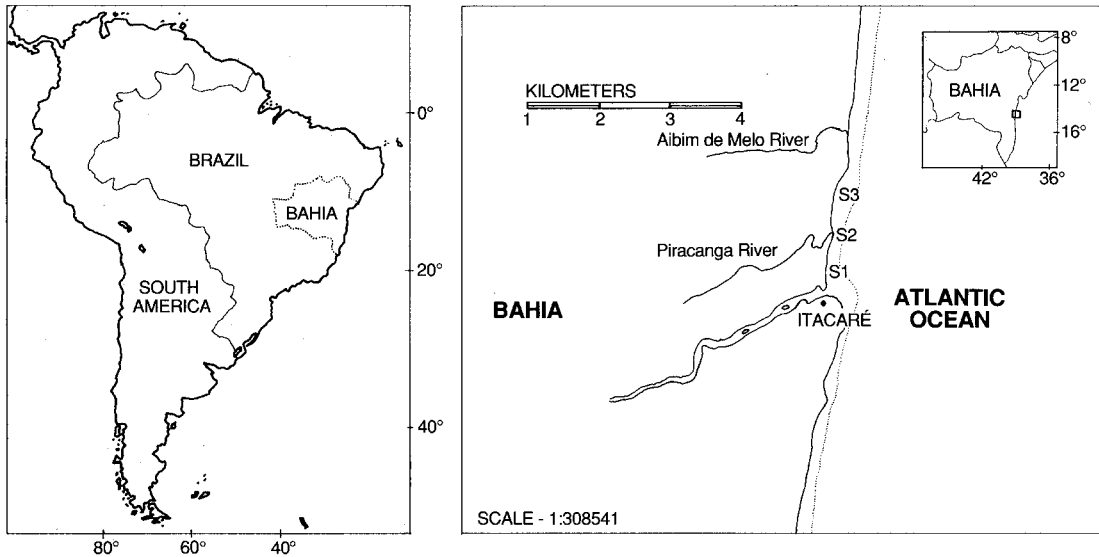 BRAZIL
BAHIA
SOUTH
AMERICA
0°
20°
40°
80°
60°
40°
KILOMETERS
1 2 3 4
Aibim de Melo River
S3
S2
Piracanga River
S1
BAHIA
ITACARÉ
ATLANTIC
OCEAN
SCALE - 1:308541
BAHIA
8°
12°
16°
42°
36°